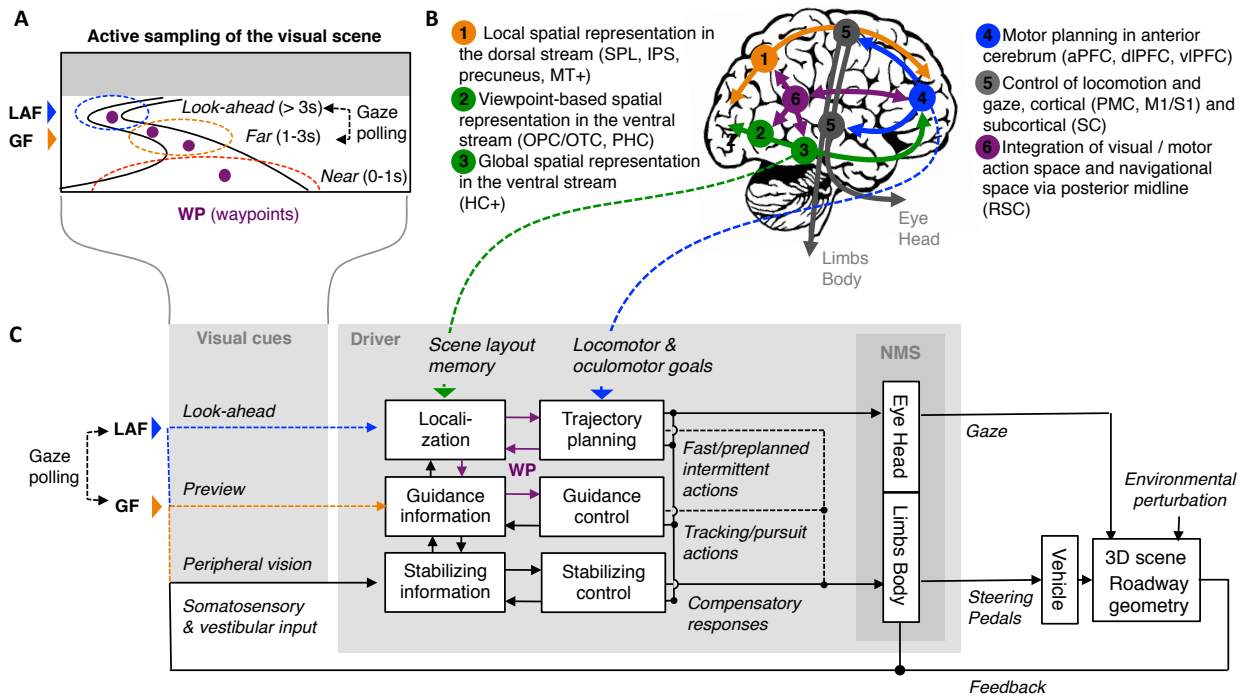 A
Active sampling of the visual scene
LAF
GF
Look-ahead (> 3s)
Far (1-3s)
Near (0-1s)
Gaze
polling
WP (waypoints)
B
1 Local spatial representation in
the dorsal stream (SPL, IPS,
precuneus, MT+)
2 Viewpoint-based spatial
representation in the ventral
stream (OPC/OTC, PHC)
3 Global spatial representation
in the ventral stream
(HC+)
5
1
6
4
5
2
3
Eye
Head
Limbs
Body
4 Motor planning in anterior
cerebrum (aPFC, dlPFC, vlPFC)
5 Control of locomotion and
gaze, cortical (PMC, M1/S1) and
subcortical (SC)
6 Integration of visual / motor
action space and navigational
space via posterior midline
(RSC)
C
Visual cues
Driver
NMS
Scene layout
memory
Locomotor &
oculomotor goals
Gaze
polling
LAF
GF
Look-ahead
Preview
Peripheral vision
Somatosensory
& vestibular input
Locali-
zation
Trajectory
planning
WP
Guidance
information
Guidance
control
Stabilizing
information
Stabilizing
control
Fast/preplanned
intermittent
actions
Tracking/pursuit
actions
Compensatory
responses
Eye Head
Limbs Body
Gaze
Steering
Pedals
Vehicle
Environmental
perturbation
3D scene
Roadway
geometry
Feedback